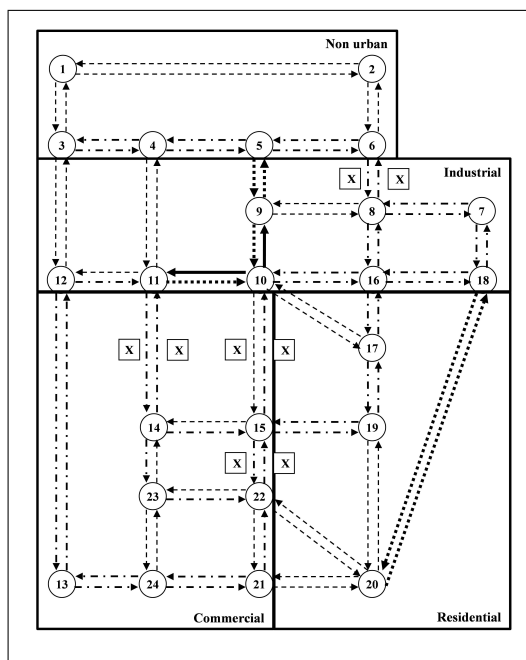 Non urban
1 2
3 4 5 6
X X Industrial
9 8 7
12 11 10 16 18
17
X X X X
14 15 19
X X
23 22
13 24 21 20
Commercial Residential